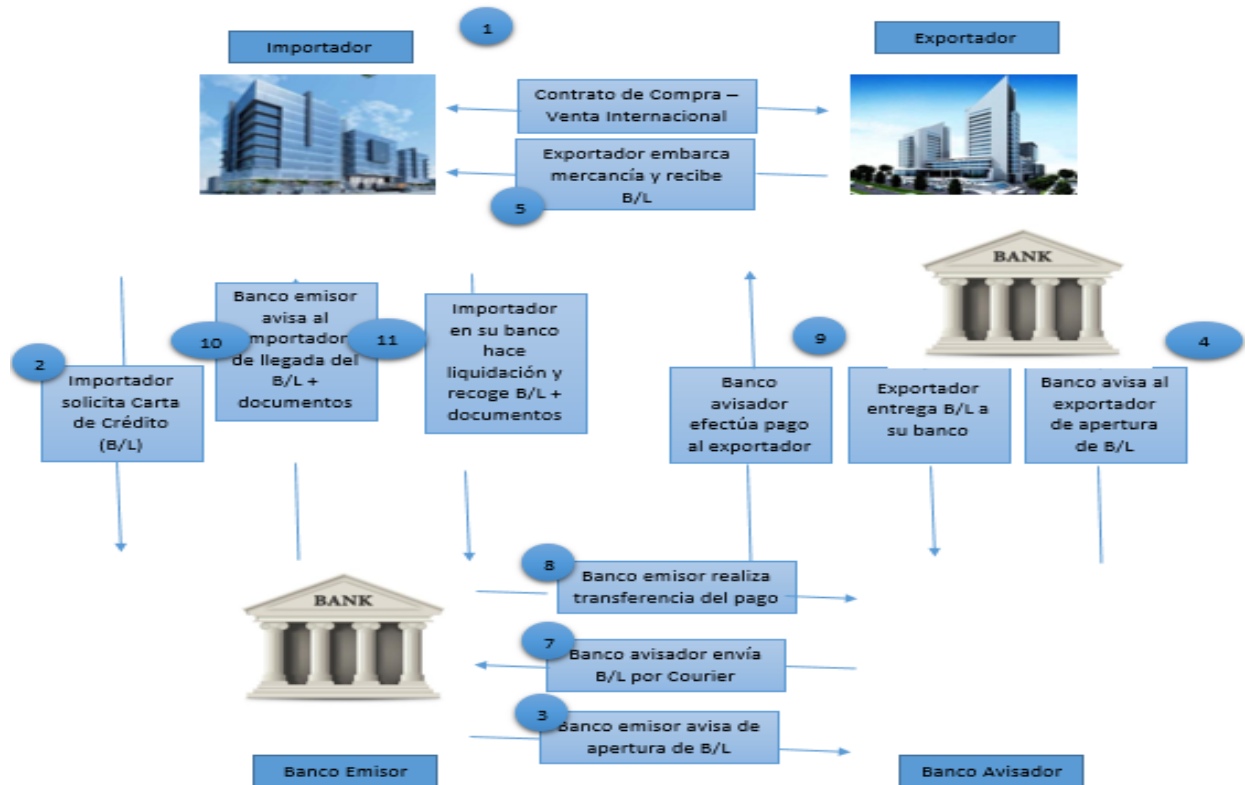 1
Importador
Exportador
Contrato de Compra –
Venta Internacional
Exportador embarca
mercancía y recibe
B/L
5
BANK
Banco emisor
avisa al
importador
de llegada del
B/L +
documentos
10
Importador
en su banco
hace
liquidación y
recoge B/L +
documentos
11
9
4
2
Importador
solicita Carta
de Crédito
(B/L)
Banco
avisador
efectúa pago
al exportador
Exportador
entrega B/L a
su banco
Banco avisa al
exportador
de apertura
de B/L
8
Banco emisor realiza
transferencia del pago
BANK
7
Banco avisador envía
B/L por Courier
3
Banco emisor avisa de
apertura de B/L
Banco Emisor
Banco Avisador